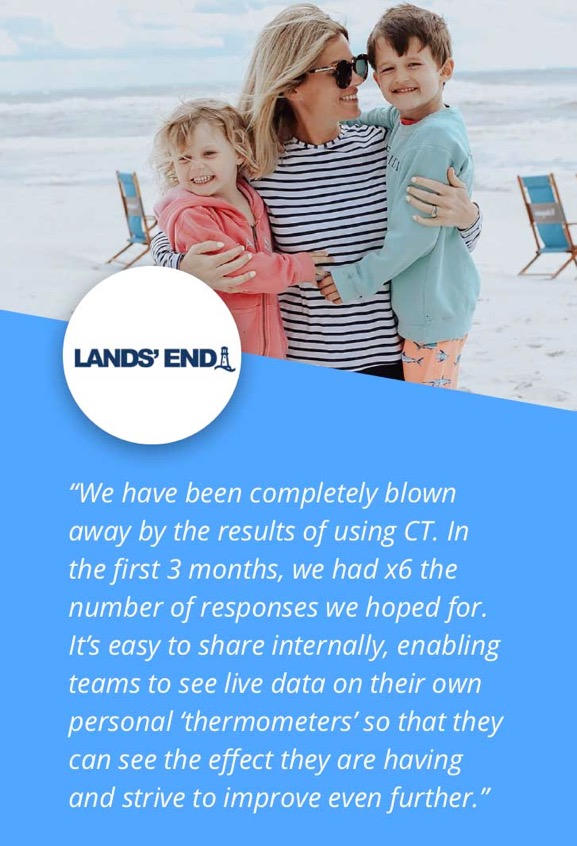 LANDS' END
“We have been completely blown
away by the results of using CT. In
the first 3 months, we had x6 the
number of responses we hoped for.
It’s easy to share internally, enabling
teams to see live data on their own
personal ‘thermometers’ so that they
can see the effect they are having
and strive to improve even further.”